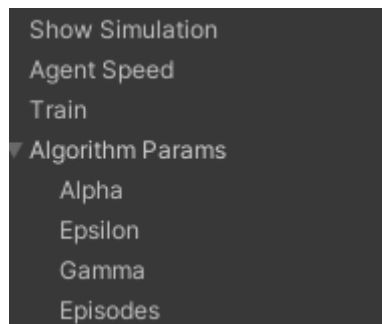 Show Simulation
Agent Speed
Train
Algorithm Params
Alpha
Epsilon
Gamma
Episodes